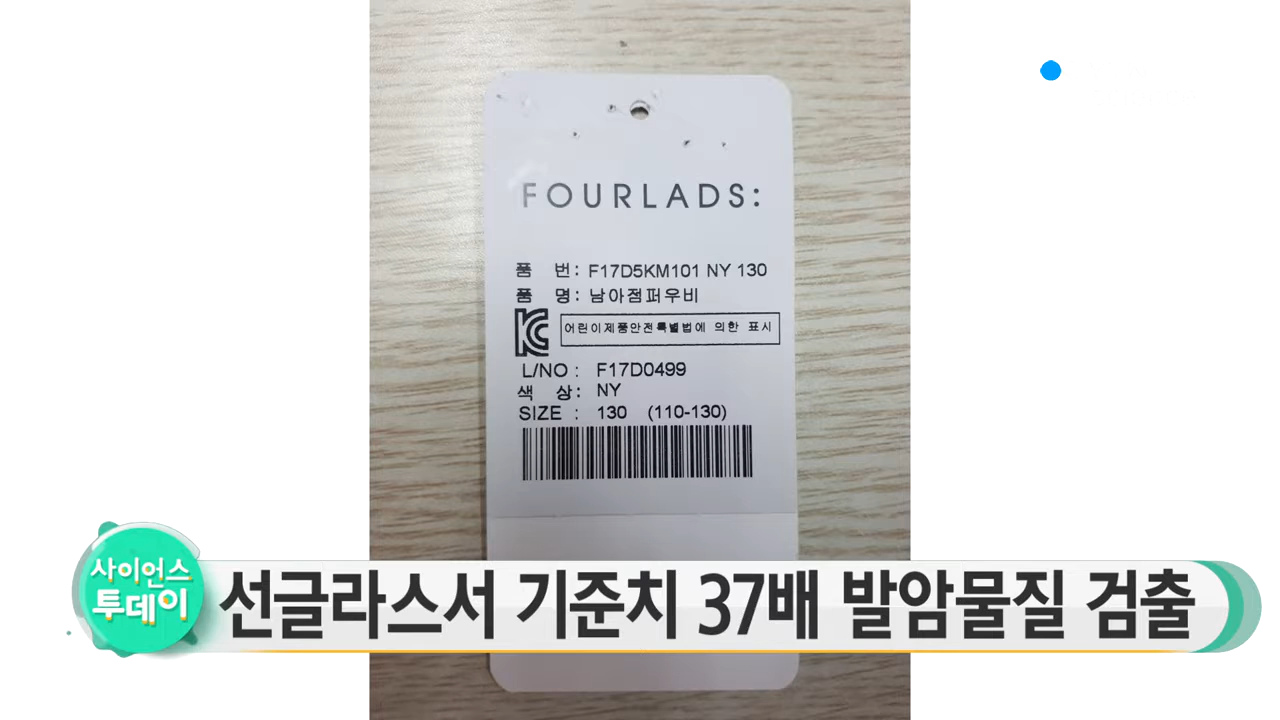 FOURLADS:
품 번: F17D5KM101 NY 130
품 명: 남아점퍼우비
KC 어린이제품안전특별법에 의한 표시
L/NO : F17D0499
색 상: NY
SIZE : 130 (110-130)
사이언스
투데이
선글라스서 기준치 37배 발암물질 검출